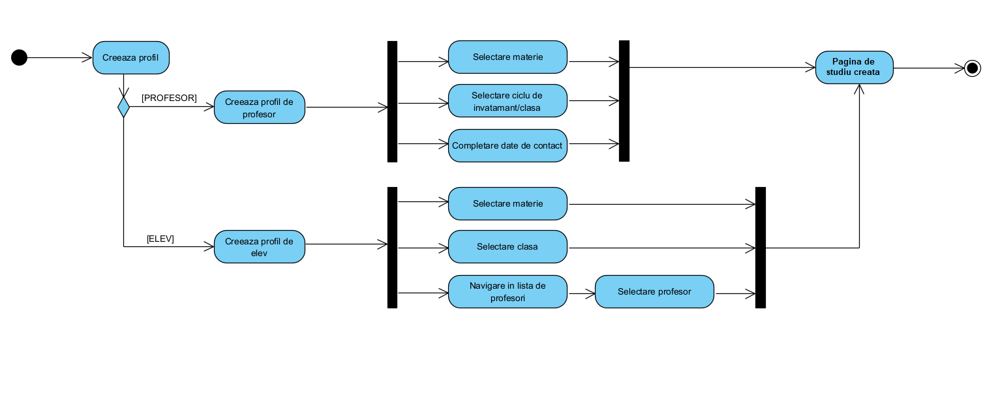 Creeaza profil
[PROFESOR]
Creeaza profil de
profesor
Selectare materie
Selectare ciclu de
invatamant/clasa
Completare date de contact
Pagina de
studiu creata
[ELEV]
Creeaza profil de
elev
Selectare materie
Selectare clasa
Navigare in lista de
profesori
Selectare profesor